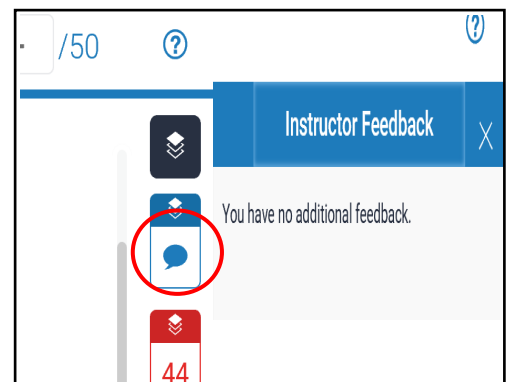 - /50 ?
?
Instructor Feedback X
You have no additional feedback.
44